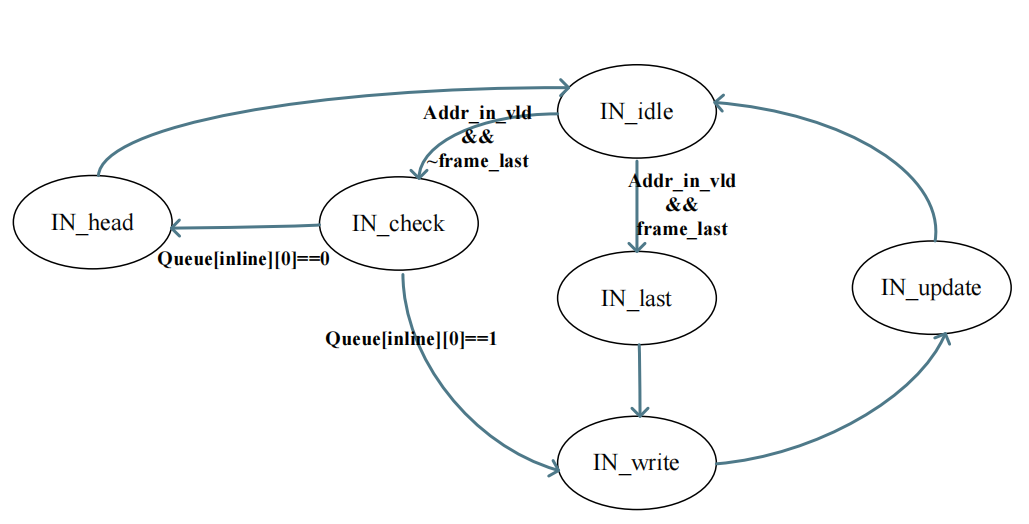 IN_idle
Addr_in_vld
&&
~frame_last
Addr_in_vld
&&
frame_last
IN_head
IN_check
Queue[inline][0]==0
IN_last
IN_update
Queue[inline][0]==1
IN_write